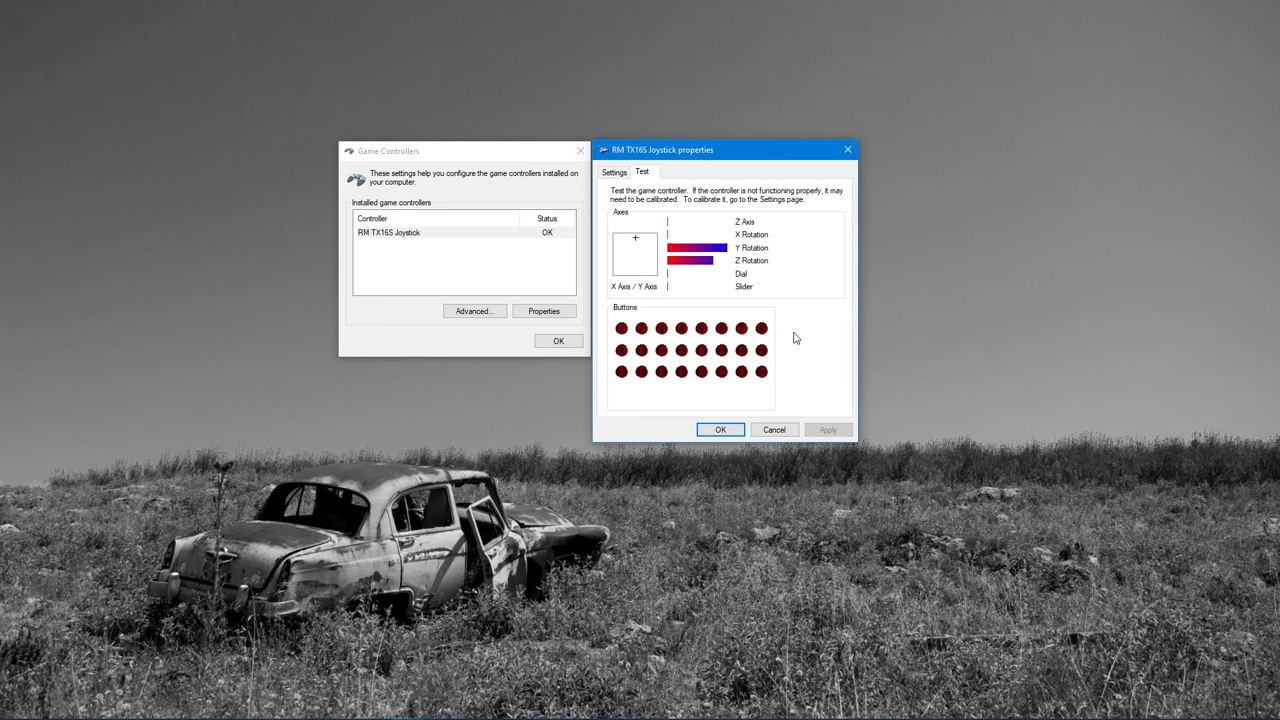 Game Controllers
These settings help you configure the game controllers installed on
your computer.
Installed game controllers
Controller
Status
RM TX16S Joystick
OK
Advanced...
Properties
OK
RM TX16S Joystick properties
Settings
Test
Test the game controller. If the controller is not functioning properly, it may
need to be calibrated. To calibrate it, go to the Settings page.
Axes
Z Axis
X Rotation
Y Rotation
Z Rotation
Dial
Slider
X Axis / Y Axis
Buttons
OK
Cancel
Apply